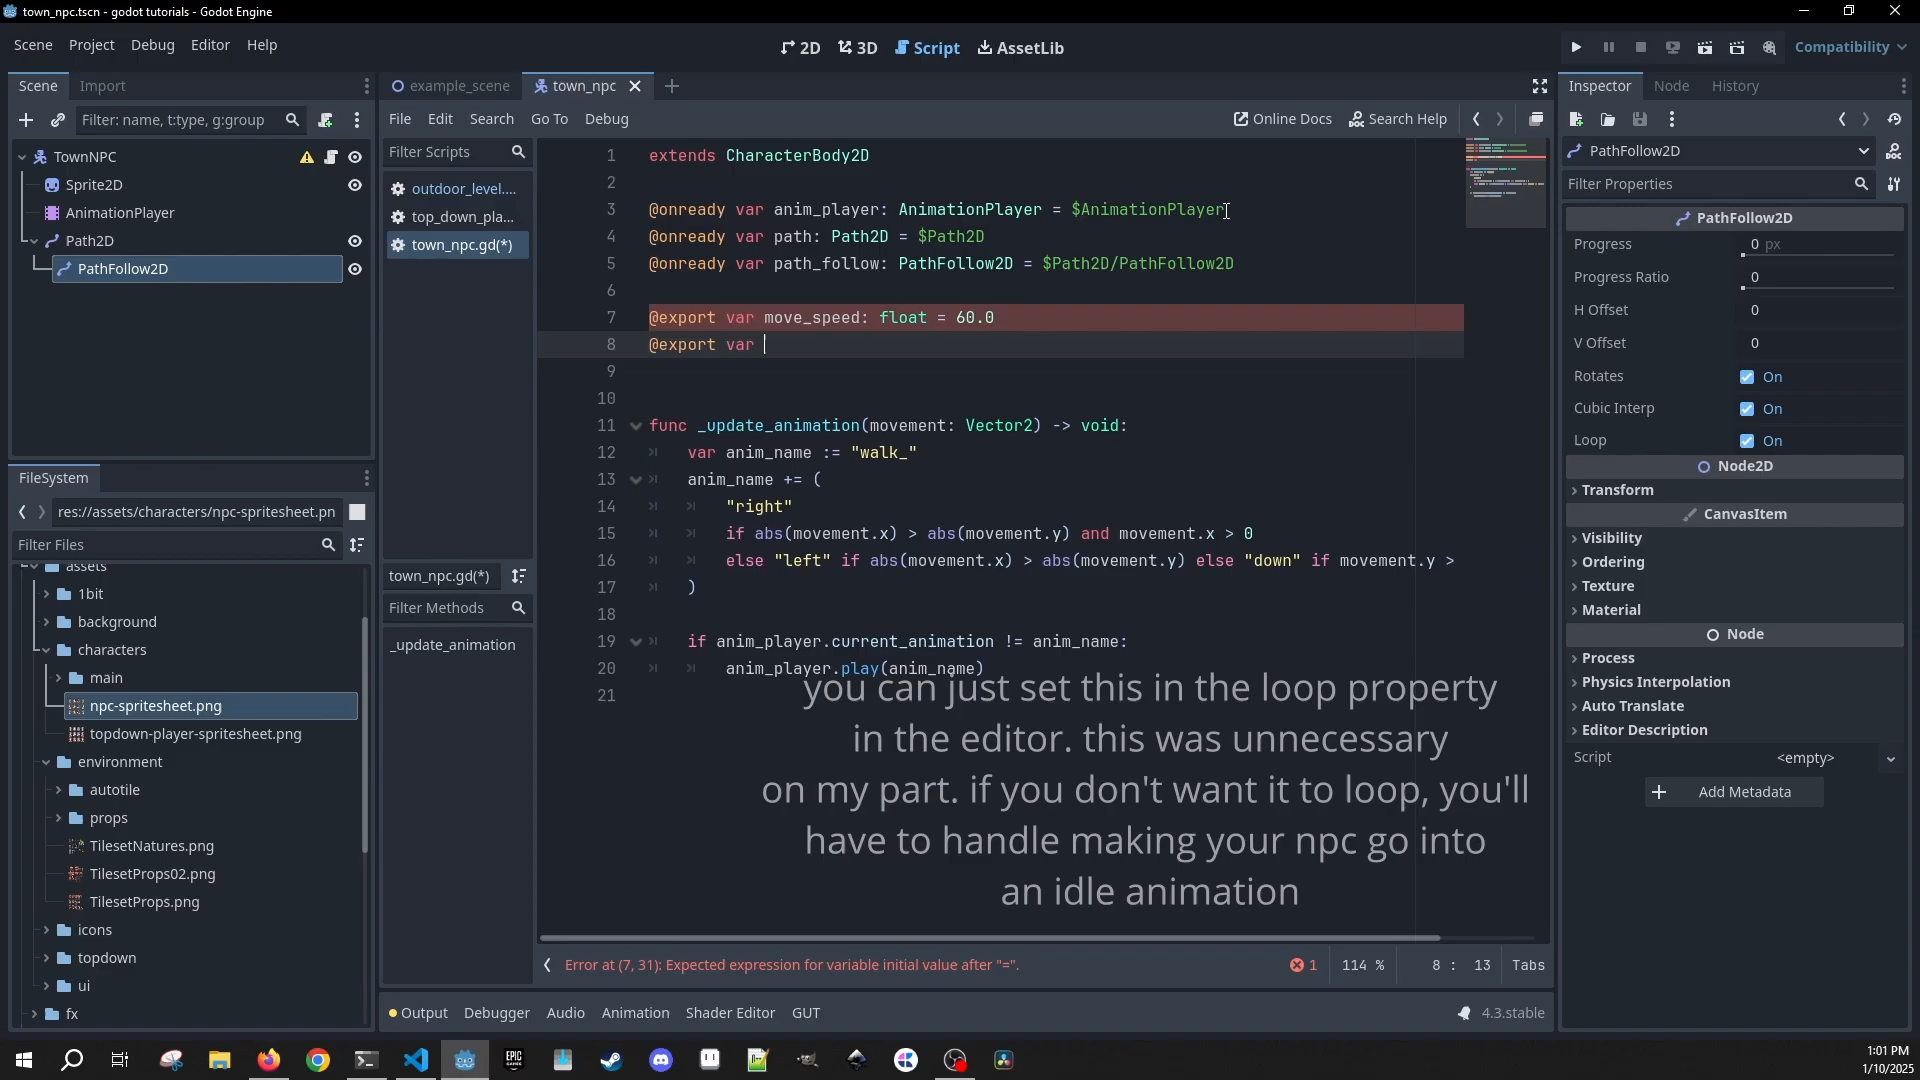 town_npc.tscn - godot tutorials - Godot Engine
Scene Project Debug Editor Help
2D 3D Script AssetLib
Compatibility
Scene Import
Filter: name, t:type, g:group
TownNPC
Sprite2D
AnimationPlayer
Path2D
PathFollow2D
FileSystem
res://assets/characters/npc-spritesheet.pn
Filter Files
assets
1bit
background
characters
main
npc-spritesheet.png
topdown-player-spritesheet.png
environment
autotile
props
TilesetNatures.png
TilesetProps02.png
TilesetProps.png
icons
topdown
ui
fx
example_scene town_npc
File Edit Search Go To Debug
Online Docs Search Help
Filter Scripts
outdoor_level....
top_down_pla...
town_npc.gd(*)
town_npc.gd(*)
Filter Methods
_update_animation
1 extends CharacterBody2D
2
3 @onready var anim_player: AnimationPlayer = $AnimationPlayer
4 @onready var path: Path2D = $Path2D
5 @onready var path_follow: PathFollow2D = $Path2D/PathFollow2D
6
7 @export var move_speed: float = 60.0
8 @export var
9
10
11 func _update_animation(movement: Vector2) -> void:
12 var anim_name := "walk_"
13 anim_name += (
14 "right"
15 if abs(movement.x) > abs(movement.y) and movement.x > 0
16 else "left" if abs(movement.x) > abs(movement.y) else "down" if movement.y >
17 )
18
19 if anim_player.current_animation != anim_name:
20 anim_player.play(anim_name)
21
you can just set this in the loop property
in the editor. this was unnecessary
on my part. if you don't want it to loop, you'll
have to handle making your npc go into
an idle animation
Error at (7, 31): Expected expression for variable initial value after "=".
1 114 % 8 : 13 Tabs
Output Debugger Audio Animation Shader Editor GUT
4.3.stable
Inspector Node History
PathFollow2D
Filter Properties
PathFollow2D
Progress 0 px
Progress Ratio 0
H Offset 0
V Offset 0
Rotates On
Cubic Interp On
Loop On
Node2D
Transform
CanvasItem
Visibility
Ordering
Texture
Material
Node
Process
Physics Interpolation
Auto Translate
Editor Description
Script <empty>
Add Metadata
EPIC GAMES
1:01 PM
1/10/2025